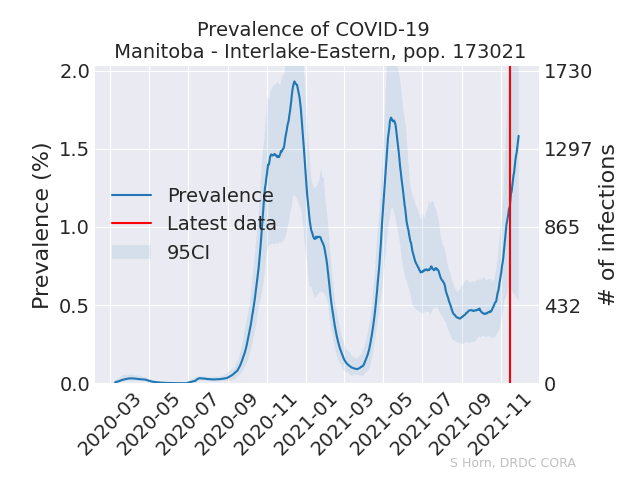 Prevalence of COVID-19
Manitoba - Interlake-Eastern, pop. 173021
Prevalence (%)
2.0
1.5
1.0
0.5
0.0
1730
1297
865
432
0
# of infections
Prevalence
Latest data
95CI
2020-03
2020-05
2020-07
2020-09
2020-11
2021-01
2021-03
2021-05
2021-07
2021-09
2021-11
S Horn, DRDC CORA